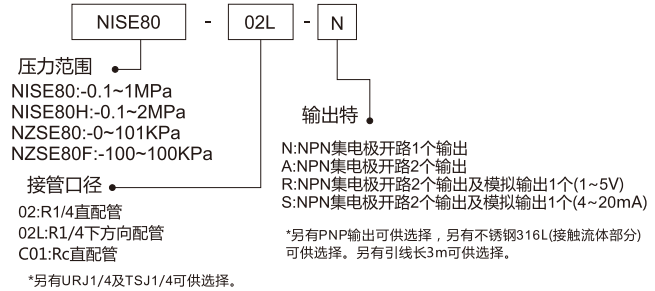 NISE80 - 02L - N
压力范围
NISE80:-0.1~1MPa
NISE80H:-0.1~2MPa
NZSE80:-0~101KPa
NZSE80F:-100~100KPa
接管口径
02:R1/4直配管
02L:R1/4下方向配管
C01:Rc直配管
*另有URJ1/4及TSJ1/4可供选择。
输出特
N:NPN集电极开路1个输出
A:NPN集电极开路2个输出
R:NPN集电极开路2个输出及模拟输出1个(1~5V)
S:NPN集电极开路2个输出及模拟输出1个(4~20mA)
*另有PNP输出可供选择，另有不锈钢316L(接触流体部分)
可供选择。另有引线长3m可供选择。